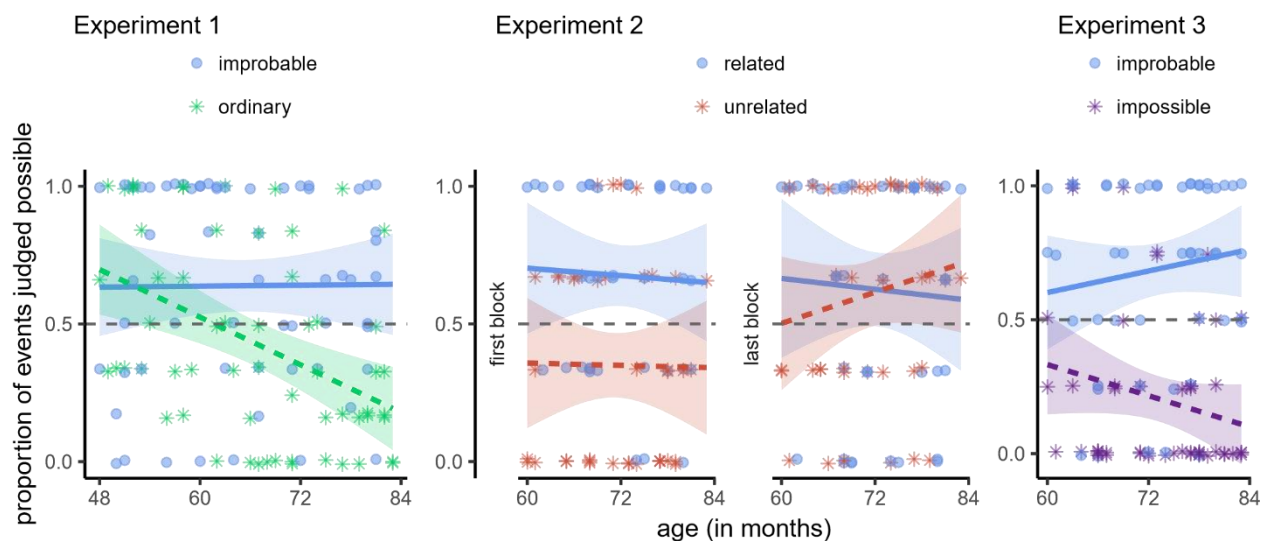 Experiment 1
improbable
ordinary
Experiment 2
related
unrelated
Experiment 3
improbable
impossible
proportion of events judged possible
1.0
0.5
0.0
48
60
72
84
first block
1.0
0.5
0.0
60
72
84
last block
60
72
84
1.0
0.5
0.0
60
72
84
age (in months)